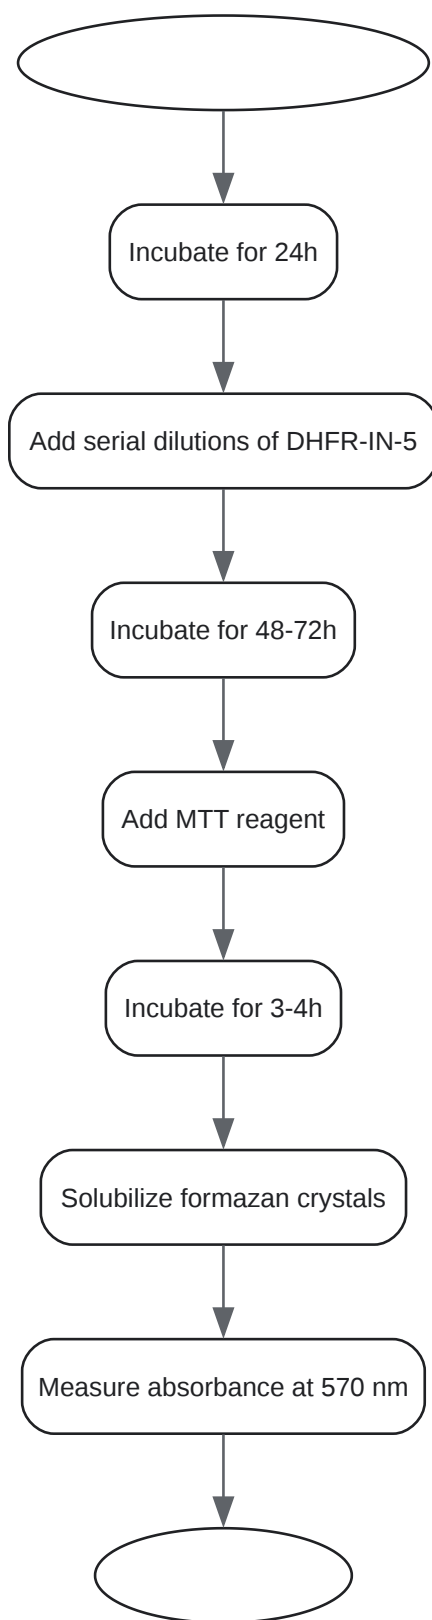 Incubate for 24h
Add serial dilutions of DHFR-IN-5
Incubate for 48-72h
Add MTT reagent
Incubate for 3-4h
Solubilize formazan crystals
Measure absorbance at 570 nm